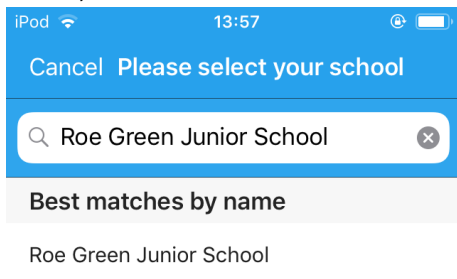 iPod 13:57
Cancel Please select your school
Roe Green Junior School
Best matches by name
Roe Green Junior School